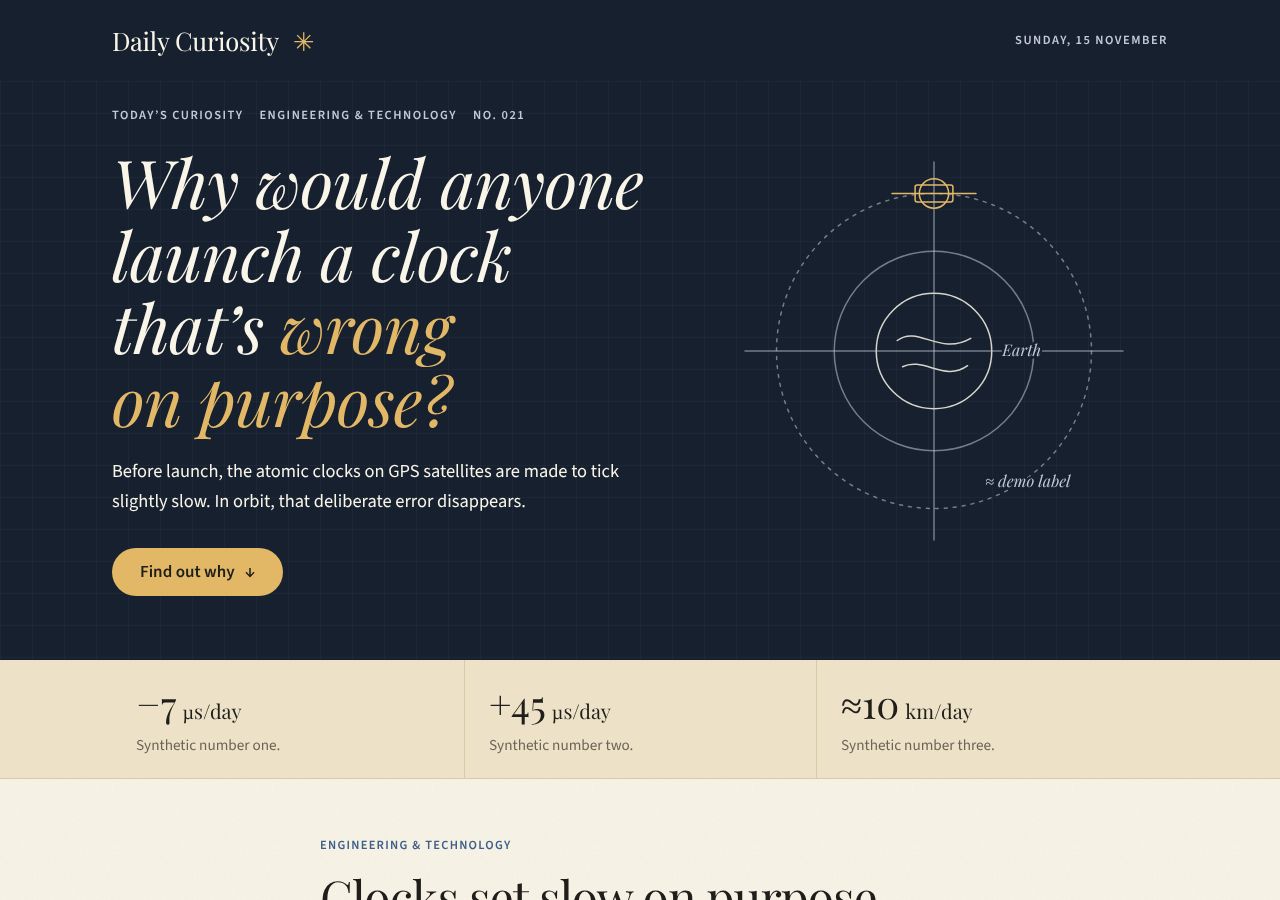 Daily Curiosity ✳
SUNDAY, 15 NOVEMBER
TODAY’S CURIOSITY ENGINEERING & TECHNOLOGY NO. 021
Why would anyone
launch a clock
that’s wrong
on purpose?
Before launch, the atomic clocks on GPS satellites are made to tick
slightly slow. In orbit, that deliberate error disappears.
Find out why ↓
Earth
≈ demo label
−7 µs/day
Synthetic number one.
+45 µs/day
Synthetic number two.
≈10 km/day
Synthetic number three.
ENGINEERING & TECHNOLOGY
Clocks set slow on purpose